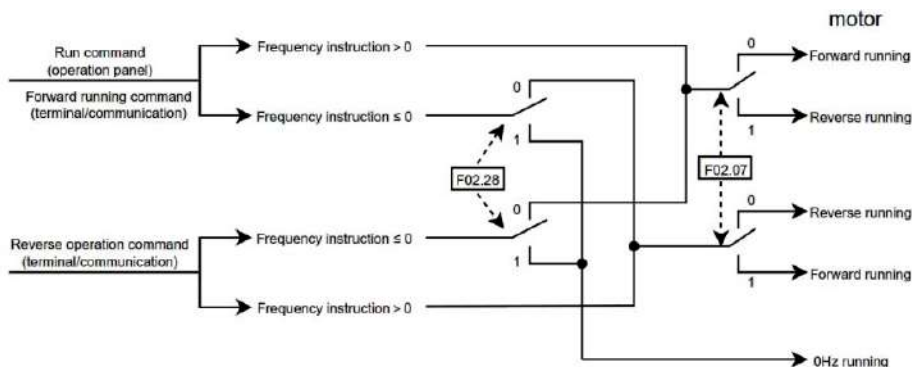 motor
Run command
(operation panel)
Forward running command
(terminal/communication)
Frequency instruction > 0
Frequency instruction ≤ 0
0
1
F02.28
0
1
Reverse operation command
(terminal/communication)
Frequency instruction ≤ 0
Frequency instruction > 0
0
Forward running
Reverse running
1
F02.07
0
Reverse running
Forward running
1
0Hz running